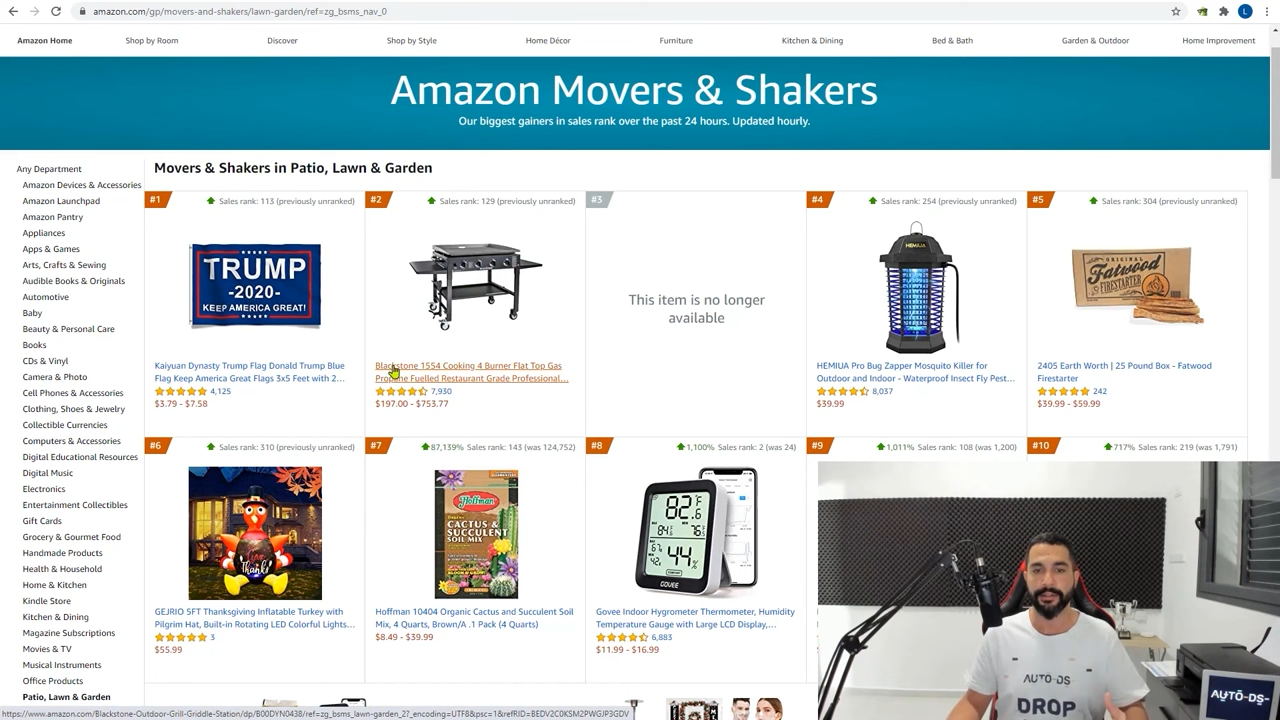 amazon.com/gp/movers-and-shakers/lawn-garden/ref=zg_bsms_nav_0
L
Amazon Home
Shop by Room
Discover
Shop by Style
Home Décor
Furniture
Kitchen & Dining
Bed & Bath
Garden & Outdoor
Home Improvement
Amazon Movers & Shakers
Our biggest gainers in sales rank over the past 24 hours. Updated hourly.
Any Department
Amazon Devices & Accessories
Amazon Launchpad
Amazon Pantry
Appliances
Apps & Games
Arts, Crafts & Sewing
Audible Books & Originals
Automotive
Baby
Beauty & Personal Care
Books
CDs & Vinyl
Camera & Photo
Cell Phones & Accessories
Clothing, Shoes & Jewelry
Collectible Currencies
Computers & Accessories
Digital Educational Resources
Digital Music
Electronics
Entertainment Collectibles
Gift Cards
Grocery & Gourmet Food
Handmade Products
Health & Household
Home & Kitchen
Kindle Store
Kitchen & Dining
Magazine Subscriptions
Movies & TV
Musical Instruments
Office Products
Patio, Lawn & Garden
Movers & Shakers in Patio, Lawn & Garden
#1
Sales rank: 113 (previously unranked)
TRUMP
-2020-
KEEP AMERICA GREAT!
Kaiyuan Dynasty Trump Flag Donald Trump Blue
Flag Keep America Great Flags 3x5 Feet with 2...
4,125
$3.79 - $7.58
#2
Sales rank: 129 (previously unranked)
Blackstone 1554 Cooking 4 Burner Flat Top Gas
Propane Fuelled Restaurant Grade Professional...
7,930
$197.00 - $753.77
#3
This item is no longer
available
#4
Sales rank: 254 (previously unranked)
HEMIUA
HEMIUA Pro Bug Zapper Mosquito Killer for
Outdoor and Indoor - Waterproof Insect Fly Pest...
8,037
$39.99
#5
Sales rank: 304 (previously unranked)
ORIGINAL
Fatwood
FIRESTARTER
2405 Earth Worth | 25 Pound Box - Fatwood
Firestarter
242
$39.99 - $59.99
#6
Sales rank: 310 (previously unranked)
GEJRIO 5FT Thanksgiving Inflatable Turkey with
Pilgrim Hat, Built-in Rotating LED Colorful Lights...
3
$55.99
#7
87,139% Sales rank: 143 (was 124,752)
Hoffman
CACTUS &
SUCCULENT
SOIL MIX
Hoffman 10404 Organic Cactus and Succulent Soil
Mix, 4 Quarts, Brown/A .1 Pack (4 Quarts)
$8.49 - $39.99
#8
1,100% Sales rank: 2 (was 24)
GOVEE
Govee Indoor Hygrometer Thermometer, Humidity
Temperature Gauge with Large LCD Display,...
6,883
$11.99 - $16.99
#9
1,011% Sales rank: 108 (was 1,200)
#10
717% Sales rank: 219 (was 1,791)
AUTO-DS-
DROP
AUTO-DS-
https://www.amazon.com/Blackstone-Outdoor-Grill-Griddle-Station/dp/B00DYN0438/ref=zg_bsms_lawn-garden_2?_encoding=UTF8&psc=1&refRID=BEDV2C0KSM2PWGJP3GDV